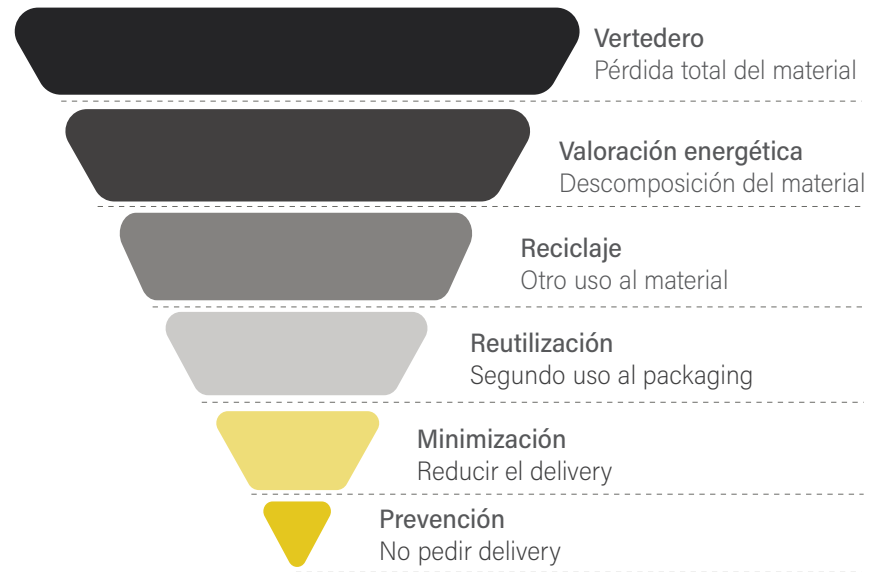 Vertedero
Pérdida total del material
Valoración energética
Descomposición del material
Reciclaje
Otro uso al material
Reutilización
Segundo uso al packaging
Minimización
Reducir el delivery
Prevención
No pedir delivery